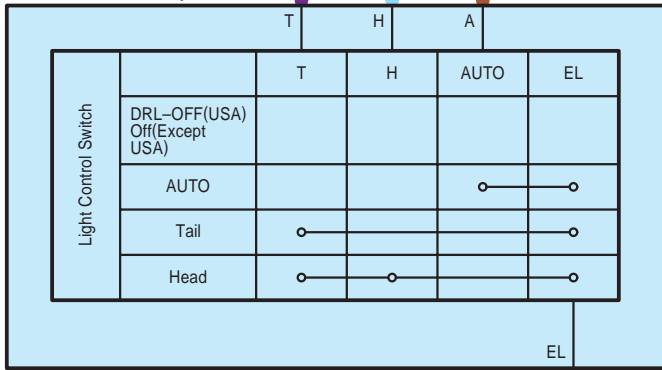 T H A
T H AUTO EL
Light Control Switch
DRL–OFF(USA)
Off(Except
USA)
AUTO
Tail
Head
EL